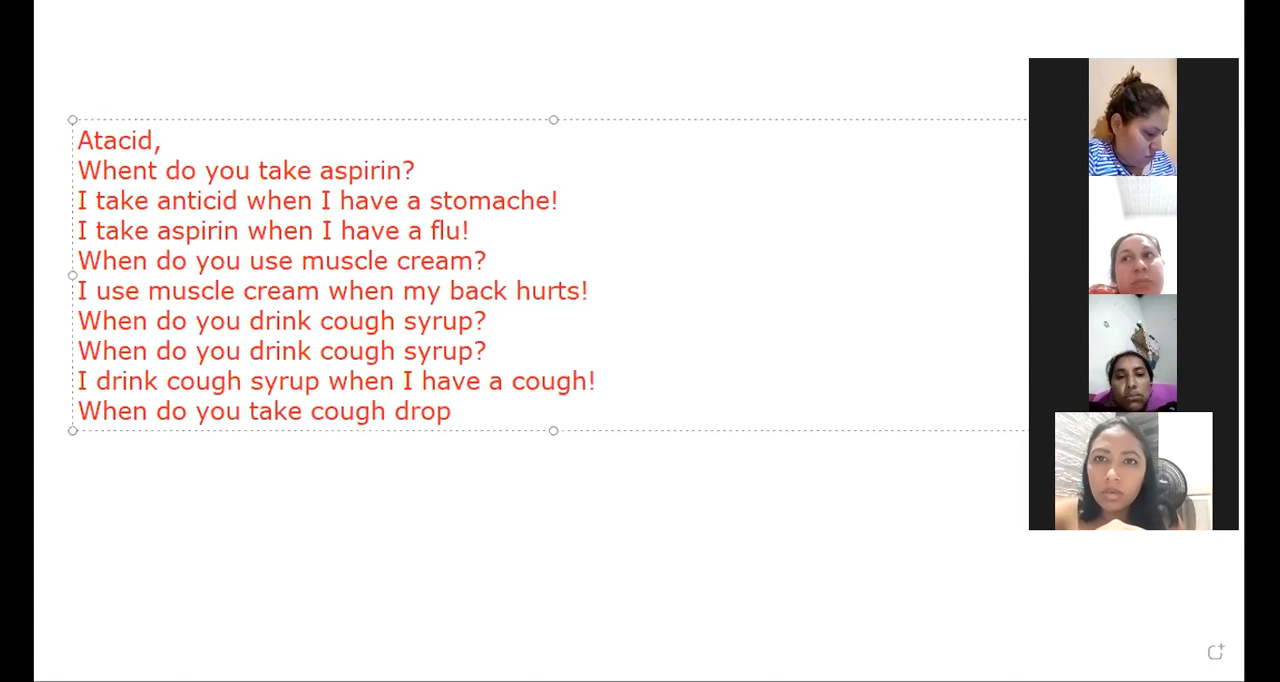 Atacid,
Whent do you take aspirin?
I take anticid when I have a stomache!
I take aspirin when I have a flu!
When do you use muscle cream?
I use muscle cream when my back hurts!
When do you drink cough syrup?
When do you drink cough syrup?
I drink cough syrup when I have a cough!
When do you take cough drop